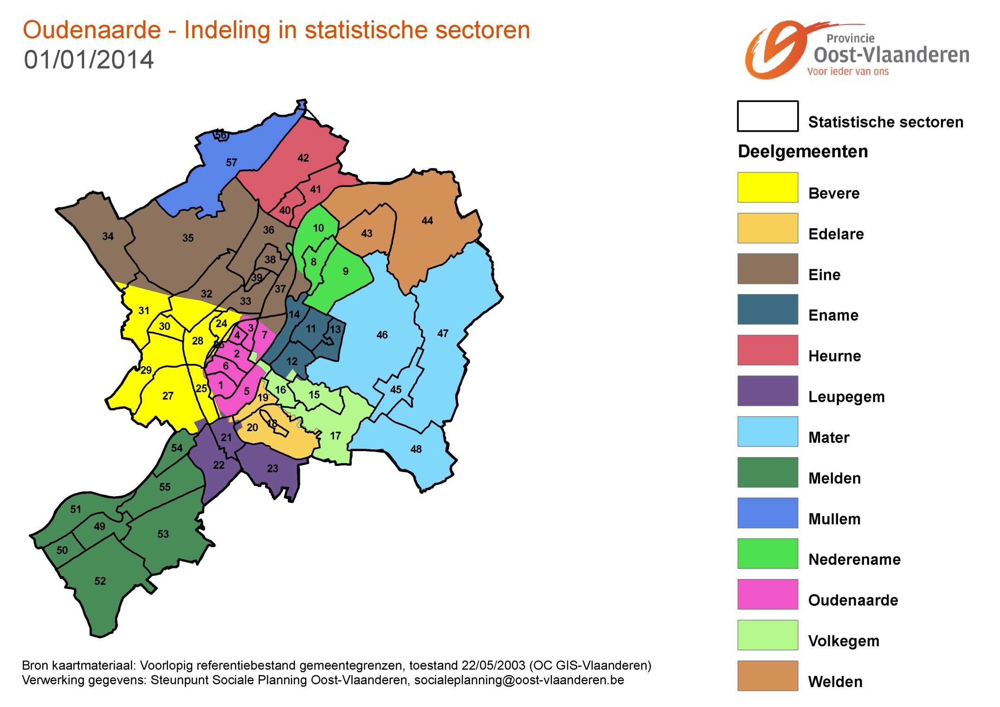 Oudenaarde - Indeling in statistische sectoren
01/01/2014
Provincie
Oost-Vlaanderen
Voor ieder van ons
Statistische sectoren
Deelgemeenten
Bevere
Edelare
Eine
Ename
Heurne
Leupegem
Mater
Melden
Mullem
Nederename
Oudenaarde
Volkegem
Welden
56
57
42
41
40
44
43
34
35
36
10
38
8
9
39
37
32
33
31
14
30
24
3
11
13
4
7
46
47
28
26
2
12
6
29
1
25
5
16
45
27
19
15
18
20
17
21
54
48
22
23
55
51
49
53
50
52
Bron kaartmateriaal: Voorlopig referentiebestand gemeentegrenzen, toestand 22/05/2003 (OC GIS-Vlaanderen)
Verwerking gegevens: Steunpunt Sociale Planning Oost-Vlaanderen, socialeplanning@oost-vlaanderen.be